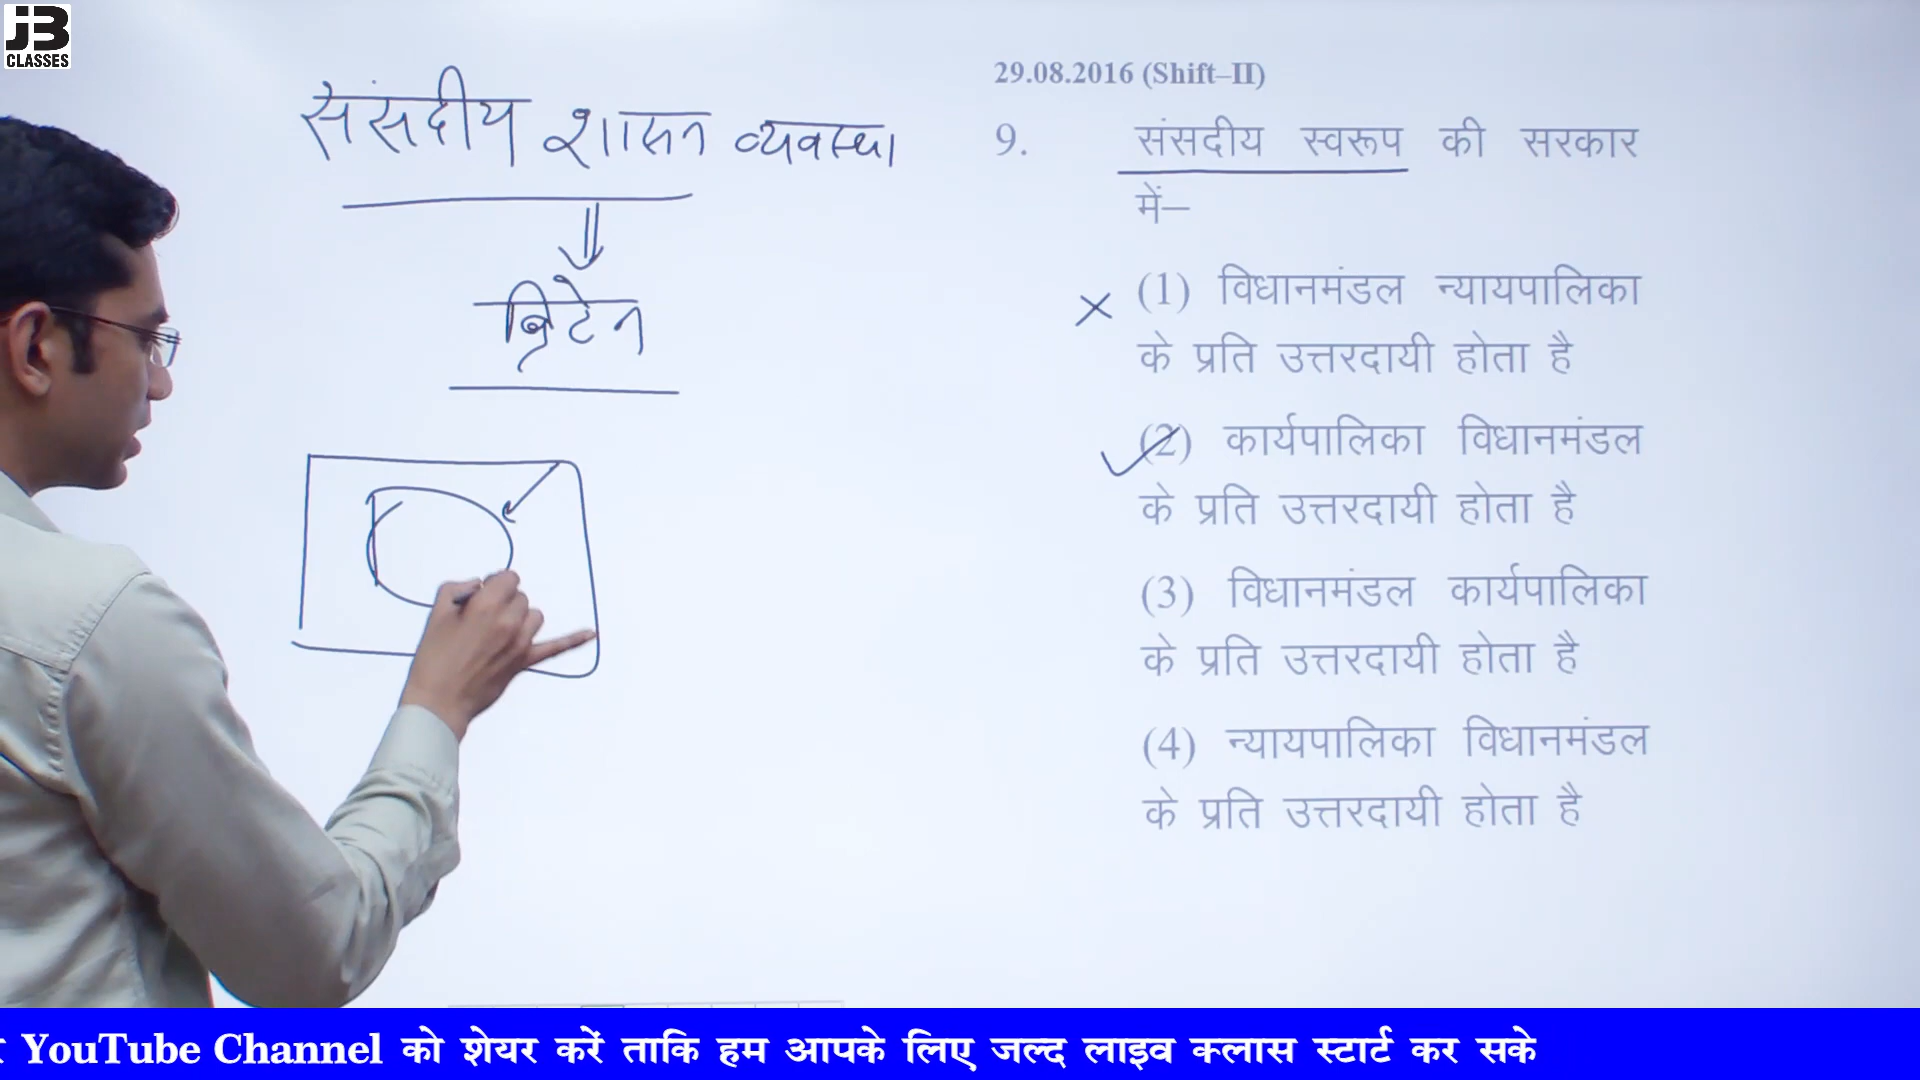 JB
CLASSES
संसदीय शासन व्यवस्था
ब्रिटेन
29.08.2016 (Shift–II)
9. संसदीय स्वरूप की सरकार
में–
(1) विधानमंडल न्यायपालिका
के प्रति उत्तरदायी होता है
(2) कार्यपालिका विधानमंडल
के प्रति उत्तरदायी होता है
(3) विधानमंडल कार्यपालिका
के प्रति उत्तरदायी होता है
(4) न्यायपालिका विधानमंडल
के प्रति उत्तरदायी होता है
YouTube Channel को शेयर करें ताकि हम आपके लिए जल्द लाइव क्लास स्टार्ट कर सके